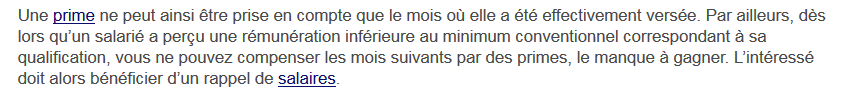 Une prime ne peut ainsi être prise en compte que le mois où elle a été effectivement versée. Par ailleurs, dès
lors qu’un salarié a perçu une rémunération inférieure au minimum conventionnel correspondant à sa
qualification, vous ne pouvez compenser les mois suivants par des primes, le manque à gagner. L’intéressé
doit alors bénéficier d’un rappel de salaires.